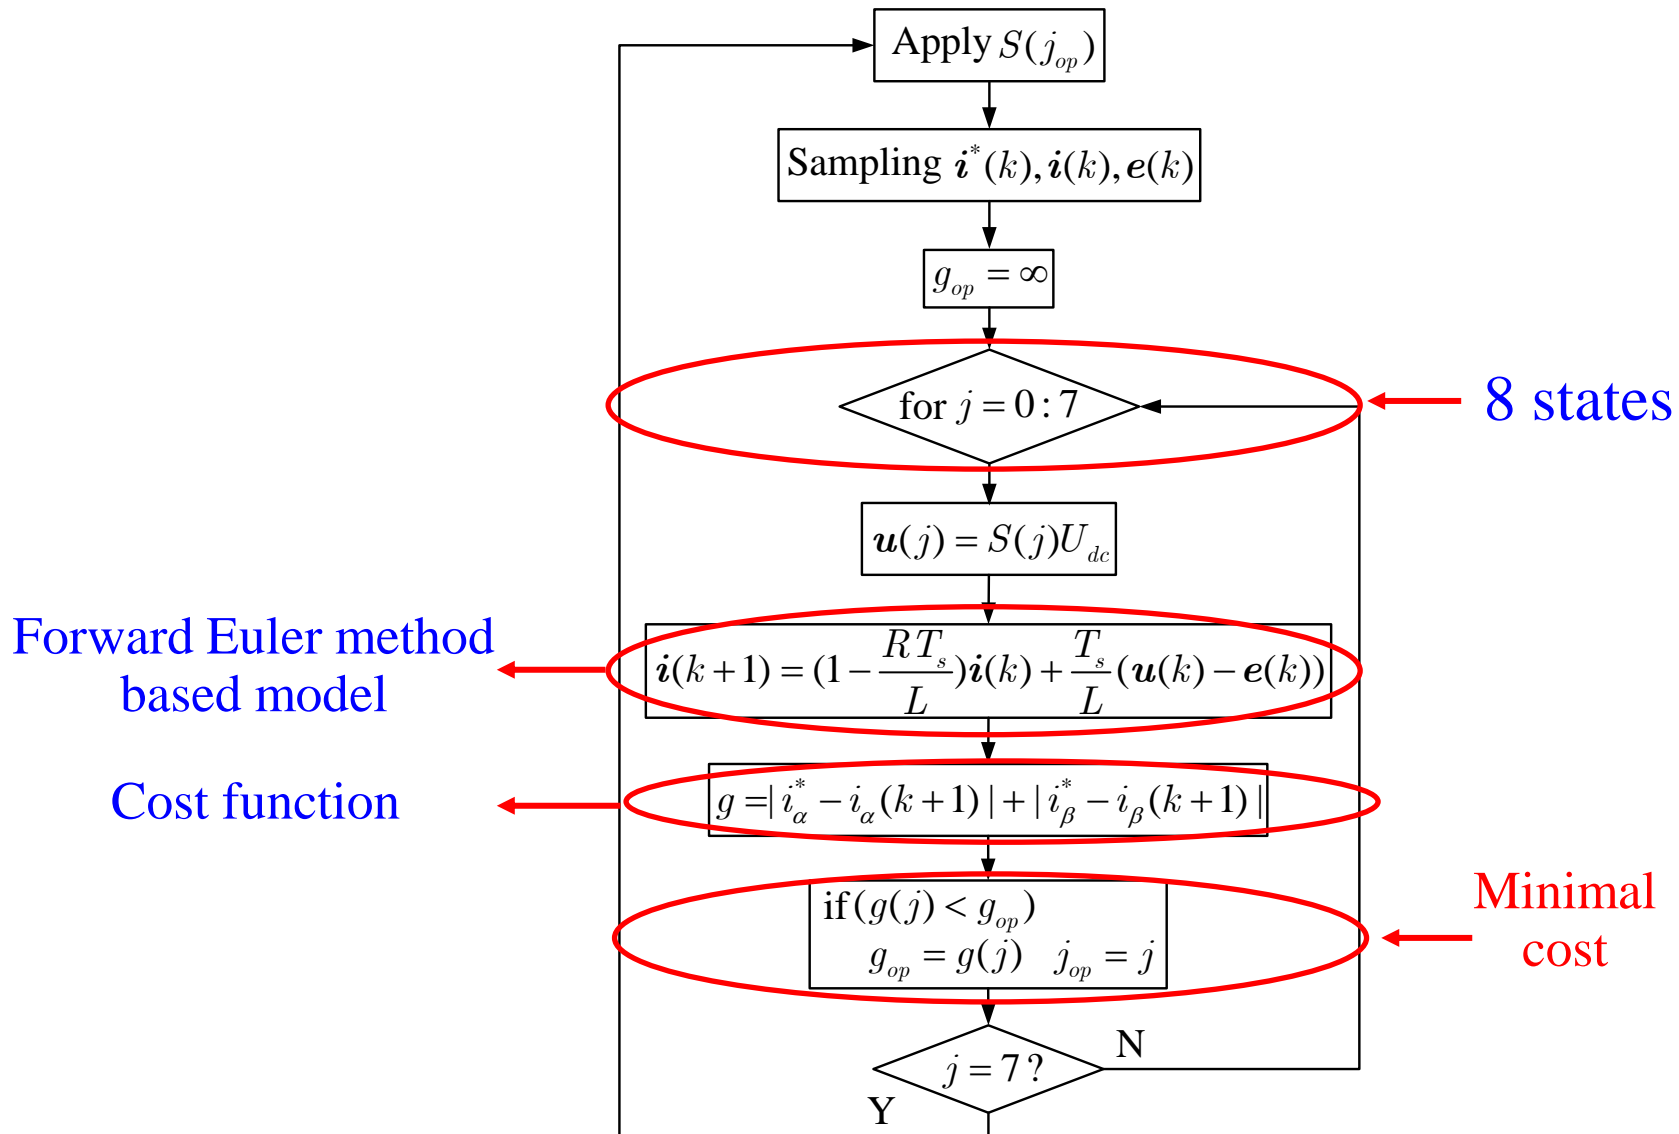 Apply S(j_op)
Sampling i*(k), i(k), e(k)
g_op = ∞
for j = 0 : 7
8 states
u(j) = S(j)U_dc
Forward Euler method
based model
i(k+1) = (1 − RT_s/L)i(k) + T_s/L (u(k) − e(k))
Cost function
g =| i*_α − i_α(k+1) | + | i*_β − i_β(k+1) |
if (g(j) < g_op)
g_op = g(j) j_op = j
Minimal
cost
j = 7 ?
N
Y